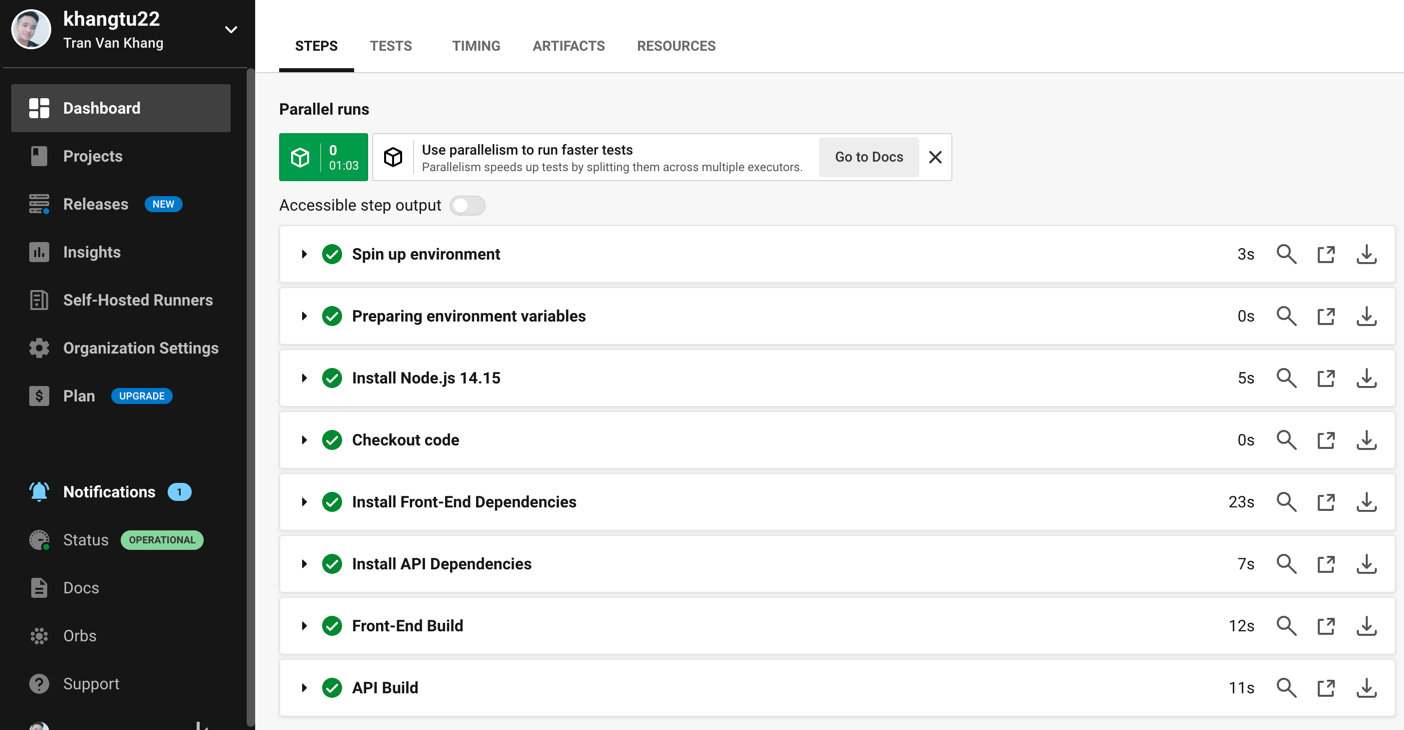 khangtu22
Tran Van Khang
Dashboard
Projects
Releases NEW
Insights
Self-Hosted Runners
Organization Settings
Plan UPGRADE
Notifications 1
Status OPERATIONAL
Docs
Orbs
Support
STEPS TESTS TIMING ARTIFACTS RESOURCES
Parallel runs
0
01:03
Use parallelism to run faster tests
Parallelism speeds up tests by splitting them across multiple executors.
Go to Docs
Accessible step output
Spin up environment 3s
Preparing environment variables 0s
Install Node.js 14.15 5s
Checkout code 0s
Install Front-End Dependencies 23s
Install API Dependencies 7s
Front-End Build 12s
API Build 11s